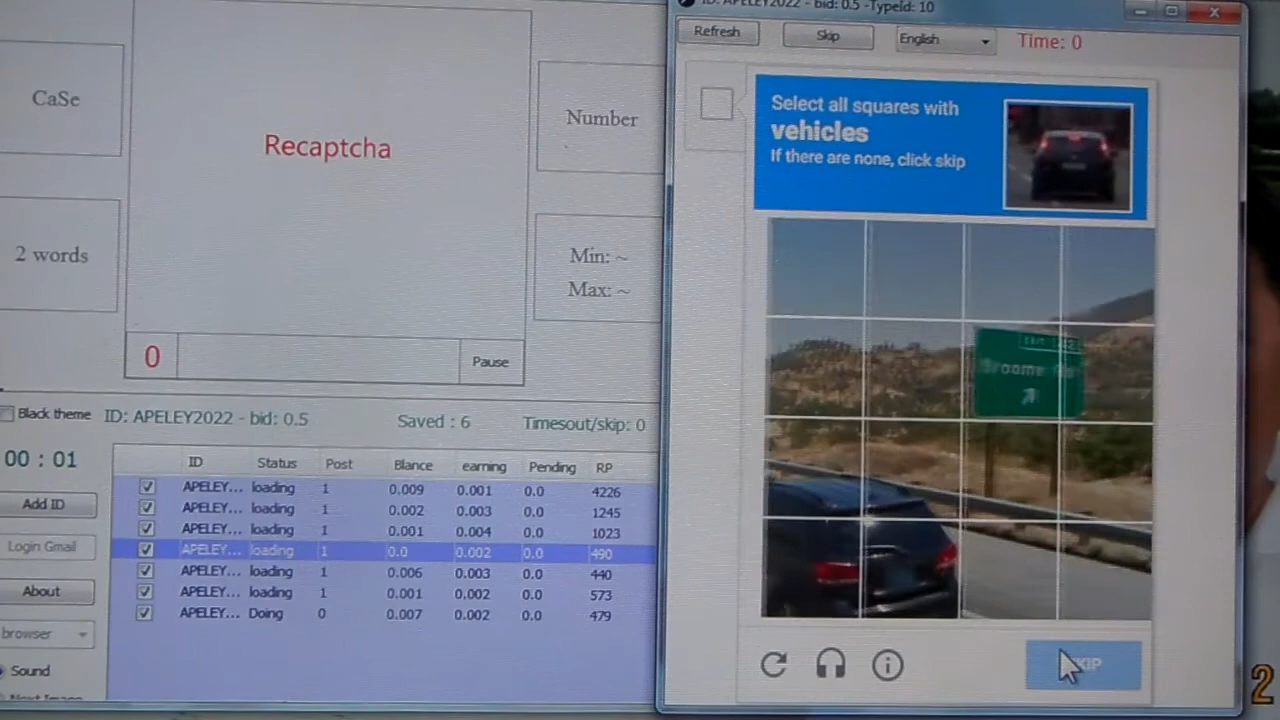 ID: APELEY2022 - bid: 0.5 -TypeId: 10
Refresh
Skip
English
Time: 0
CaSe
Recaptcha
Number
2 words
Min: ~
Max: ~
0
Pause
Select all squares with
vehicles
If there are none, click skip
Broome
Black theme
ID: APELEY2022 - bid: 0.5
Saved : 6
Timesout/skip: 0
00 : 01
ID Status Post Blance earning Pending RP
APELEY... loading 1 0.009 0.001 0.0 4226
APELEY... loading 1 0.002 0.003 0.0 1245
APELEY... loading 1 0.001 0.004 0.0 1023
APELEY... loading 1 0.0 0.002 0.0 490
APELEY... loading 1 0.006 0.003 0.0 440
APELEY... loading 1 0.001 0.002 0.0 573
APELEY... Doing 0 0.007 0.002 0.0 479
Add ID
Login Gmail
About
browser
Sound
2